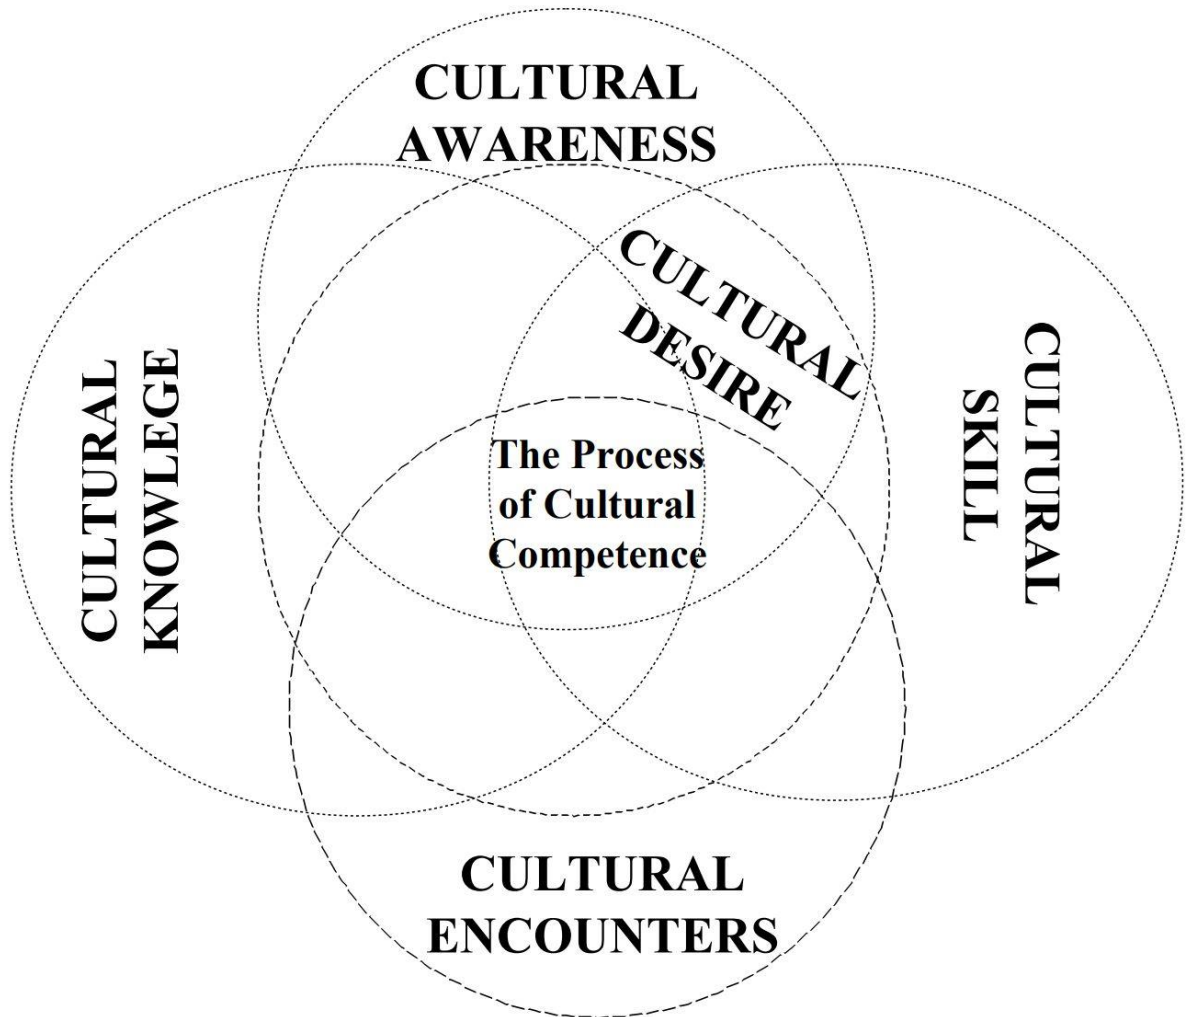 CULTURAL
AWARENESS
CULTURAL
DESIRE
CULTURAL
KNOWLEGE
The Process
of Cultural
Competence
CULTURAL
SKILL
CULTURAL
ENCOUNTERS